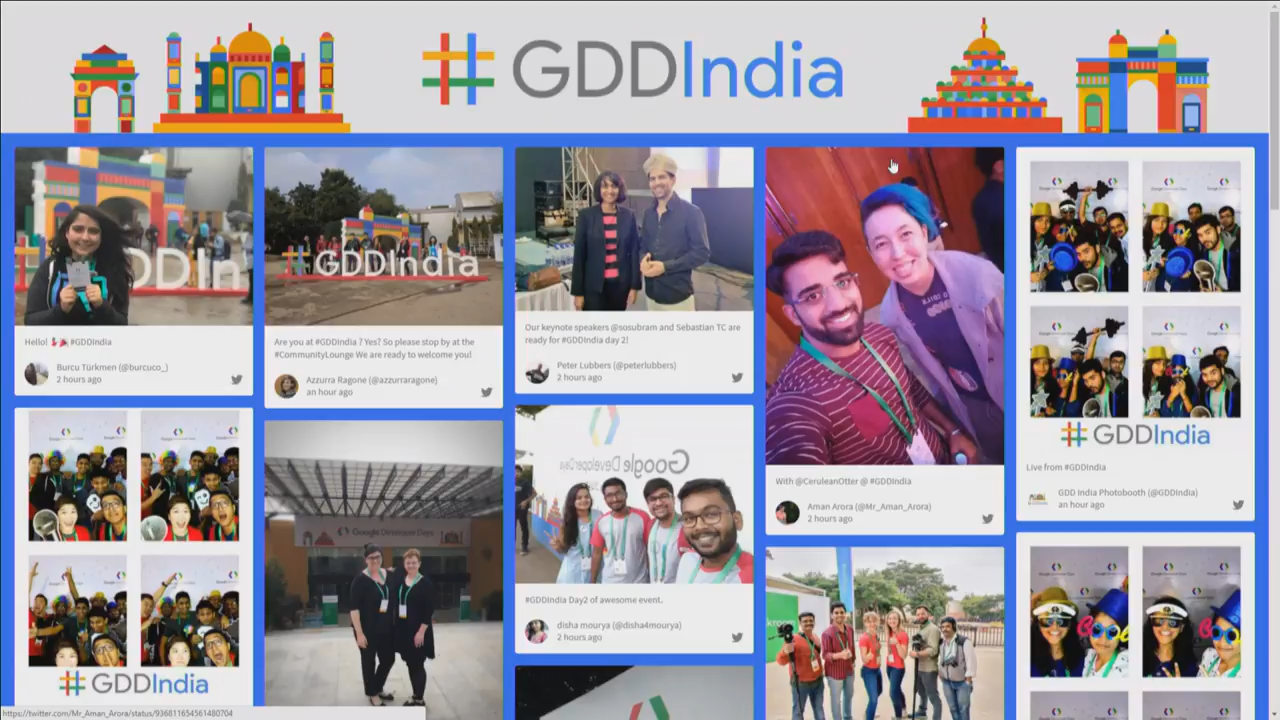 #GDDIndia
DDIn
Hello! 💃🎉 #GDDIndia
Burcu Türkmen (@burcuco_)
2 hours ago
#GDDIndia
#GDDIndia
Are you at #GDDIndia ? Yes? So please stop by at the
#CommunityLounge We are ready to welcome you!
Azzurra Ragone (@azzurraragone)
an hour ago
Google Developer Days
Our keynote speakers @sosubram and Sebastian TC are
ready for #GDDIndia day 2!
Peter Lubbers (@peterlubbers)
2 hours ago
Google Developer Days
#GDDIndia Day2 of awesome event.
disha mourya (@disha4mourya)
2 hours ago
With @CeruleanOtter @ #GDDIndia
Aman Arora (@Mr_Aman_Arora)
2 hours ago
#GDDIndia
Live from #GDDIndia
GDD India Photobooth (@GDDIndia)
an hour ago
https://twitter.com/Mr_Aman_Arora/status/936811654561480704